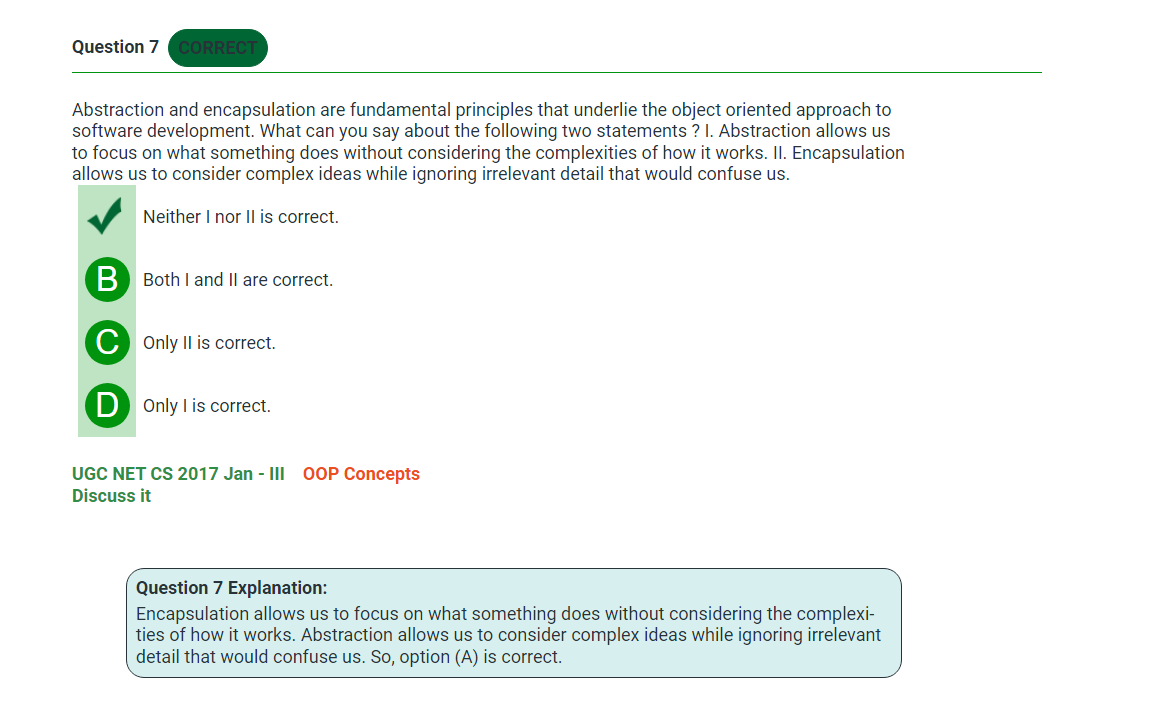 Question 7 CORRECT
Abstraction and encapsulation are fundamental principles that underlie the object oriented approach to
software development. What can you say about the following two statements ? I. Abstraction allows us
to focus on what something does without considering the complexities of how it works. II. Encapsulation
allows us to consider complex ideas while ignoring irrelevant detail that would confuse us.
Neither I nor II is correct.
B Both I and II are correct.
C Only II is correct.
D Only I is correct.
UGC NET CS 2017 Jan - III OOP Concepts
Discuss it
Question 7 Explanation:
Encapsulation allows us to focus on what something does without considering the complexi-
ties of how it works. Abstraction allows us to consider complex ideas while ignoring irrelevant
detail that would confuse us. So, option (A) is correct.